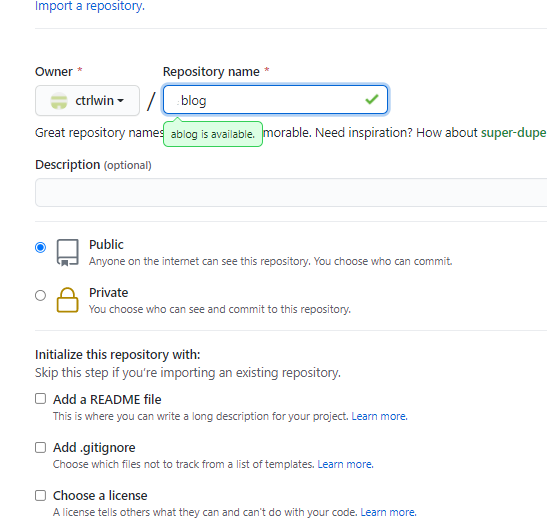 Import a repository.
Owner * Repository name *
ctrlwin / blog
Great repository names
ablog is available.
morable. Need inspiration? How about super-dupe
Description (optional)
Public
Anyone on the internet can see this repository. You choose who can commit.
Private
You choose who can see and commit to this repository.
Initialize this repository with:
Skip this step if you're importing an existing repository.
Add a README file
This is where you can write a long description for your project. Learn more.
Add .gitignore
Choose which files not to track from a list of templates. Learn more.
Choose a license
A license tells others what they can and can't do with your code. Learn more.